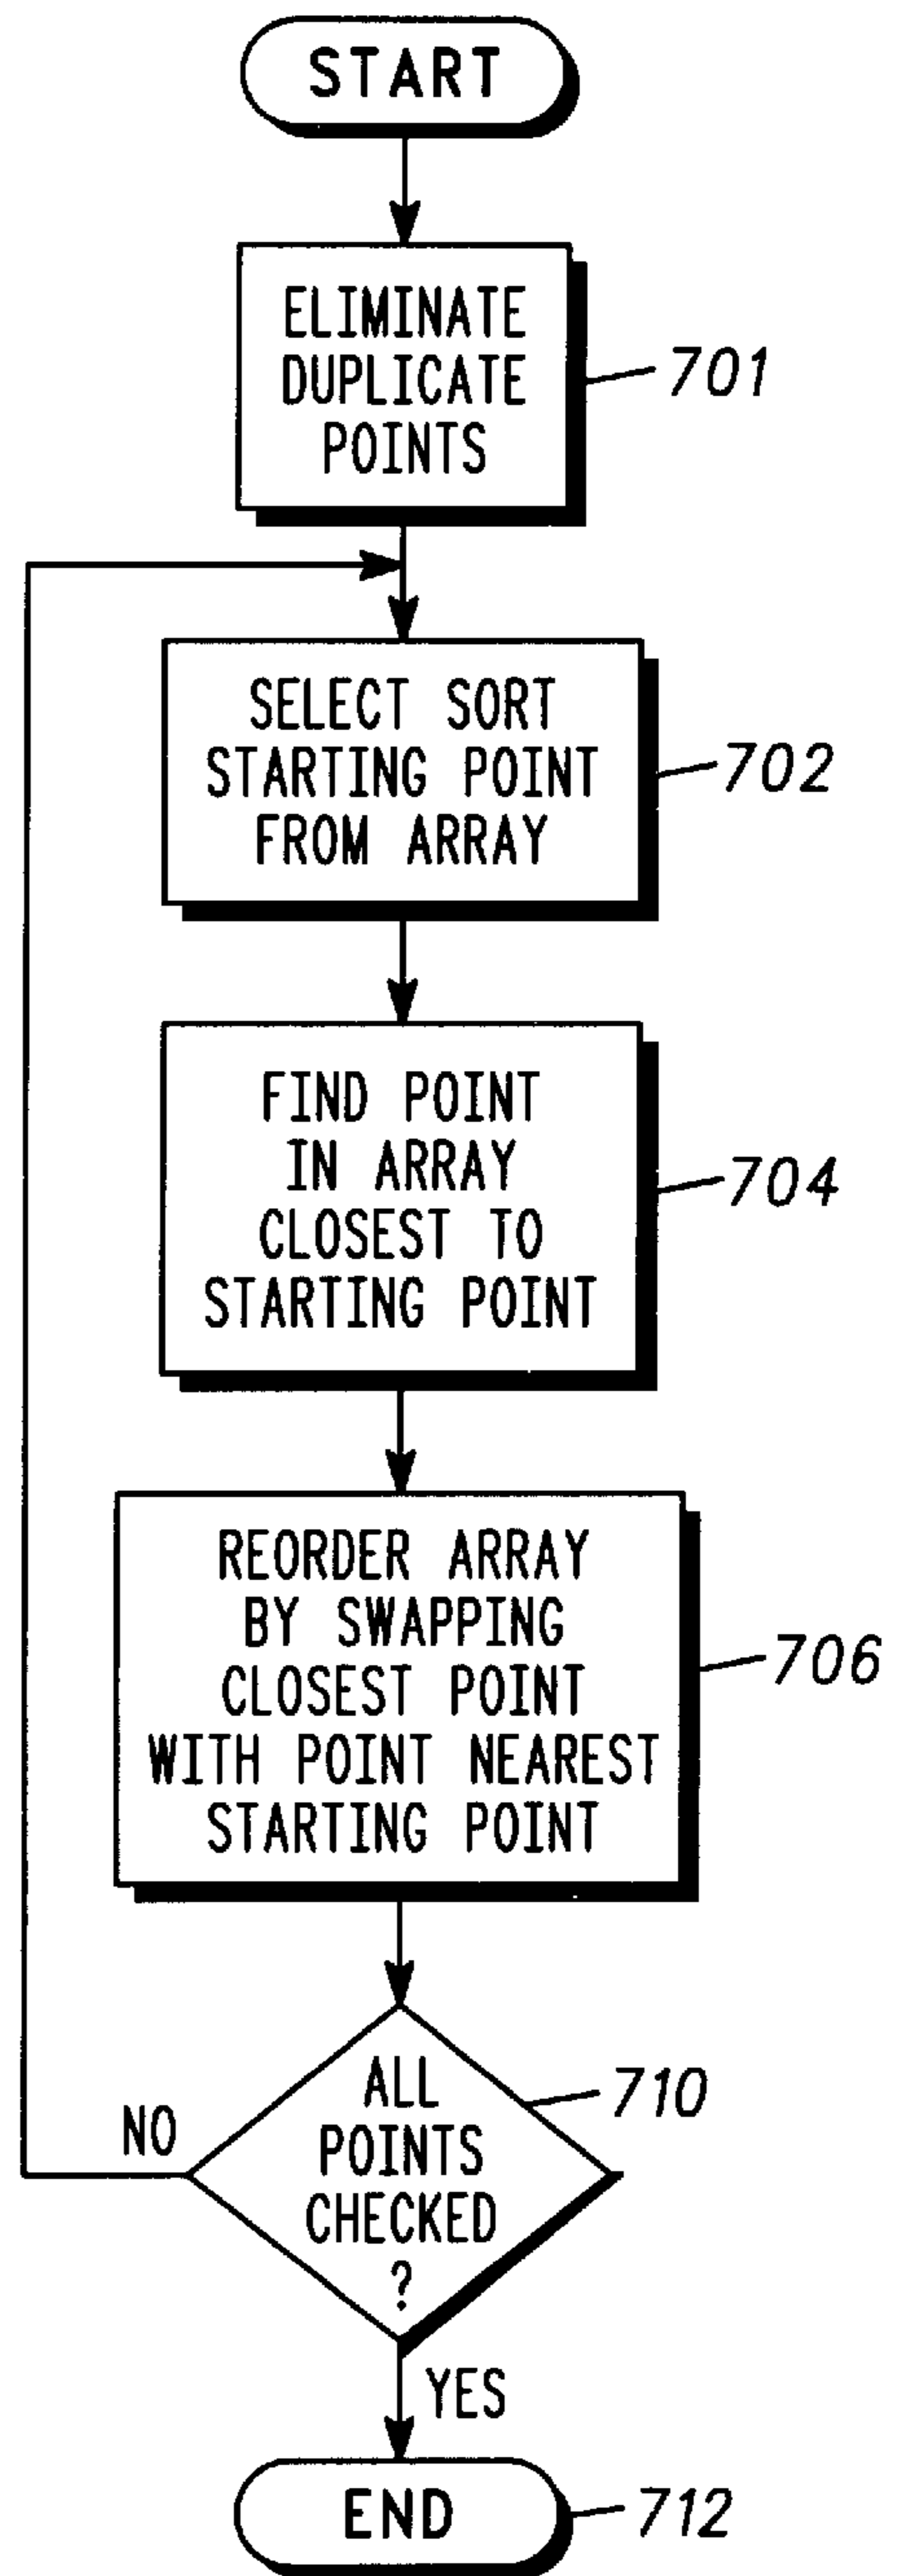 START
ELIMINATE
DUPLICATE
POINTS
701
SELECT SORT
STARTING POINT
FROM ARRAY
702
FIND POINT
IN ARRAY
CLOSEST TO
STARTING POINT
704
REORDER ARRAY
BY SWAPPING
CLOSEST POINT
WITH POINT NEAREST
STARTING POINT
706
ALL
POINTS
CHECKED
?
710
NO
YES
END
712